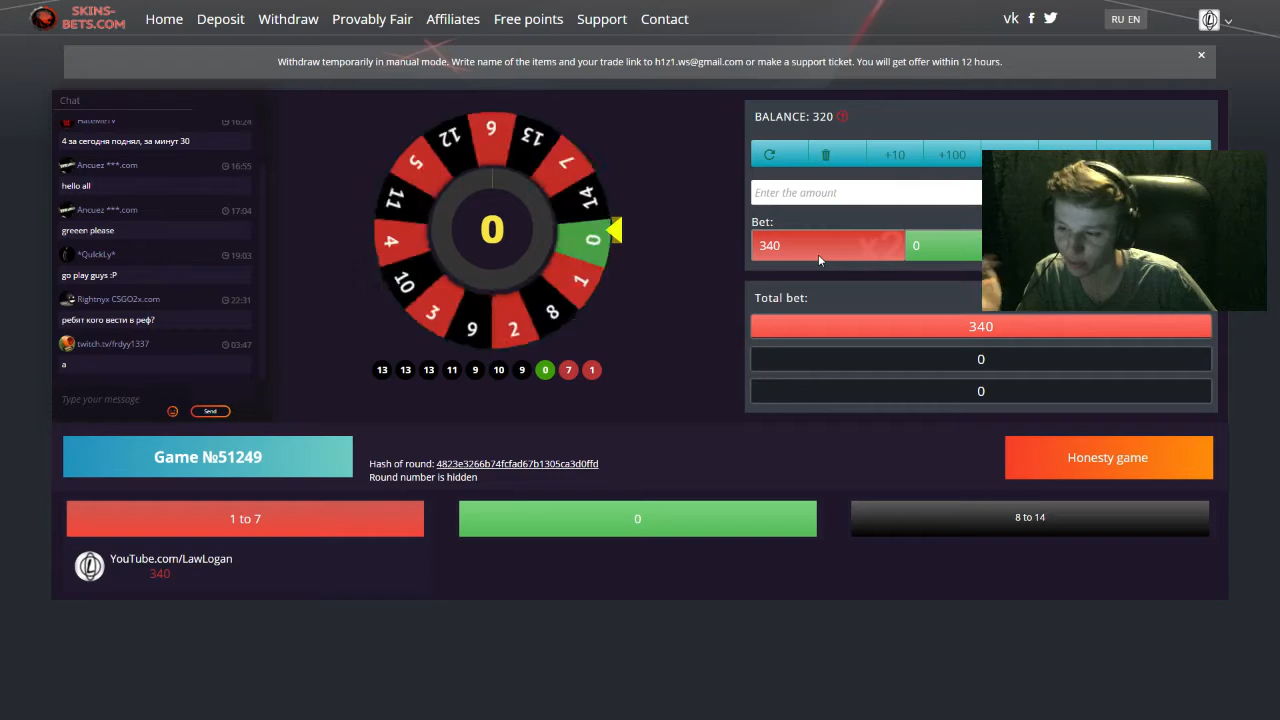 SKINS-
BETS.COM
Home Deposit Withdraw Provably Fair Affiliates Free points Support Contact
vk f
RU EN
Withdraw temporarily in manual mode. Write name of the items and your trade link to h1z1.ws@gmail.com or make a support ticket. You will get offer within 12 hours.
×
Chat
16:24
4 за сегодня поднял, за минут 30
Ancuez ***.com 16:55
hello all
Ancuez ***.com 17:04
greeen please
*QuickLy* 19:03
go play guys :P
Rightnyx CSGO2x.com 22:31
ребят кого вести в реф?
twitch.tv/frdyy1337 03:47
a
Type your message
Send
6 13 7 14 0 1 8 2 9 3 10 4 11 5 12
0
13 13 13 11 9 10 9 0 7 1
BALANCE: 320
+10 +100
Enter the amount
Bet:
340 x2 0
Total bet:
340
0
0
Game №51249
Hash of round: 4823e3266b74fcfad67b1305ca3d0ffd
Round number is hidden
Honesty game
1 to 7
0
8 to 14
YouTube.com/LawLogan
340